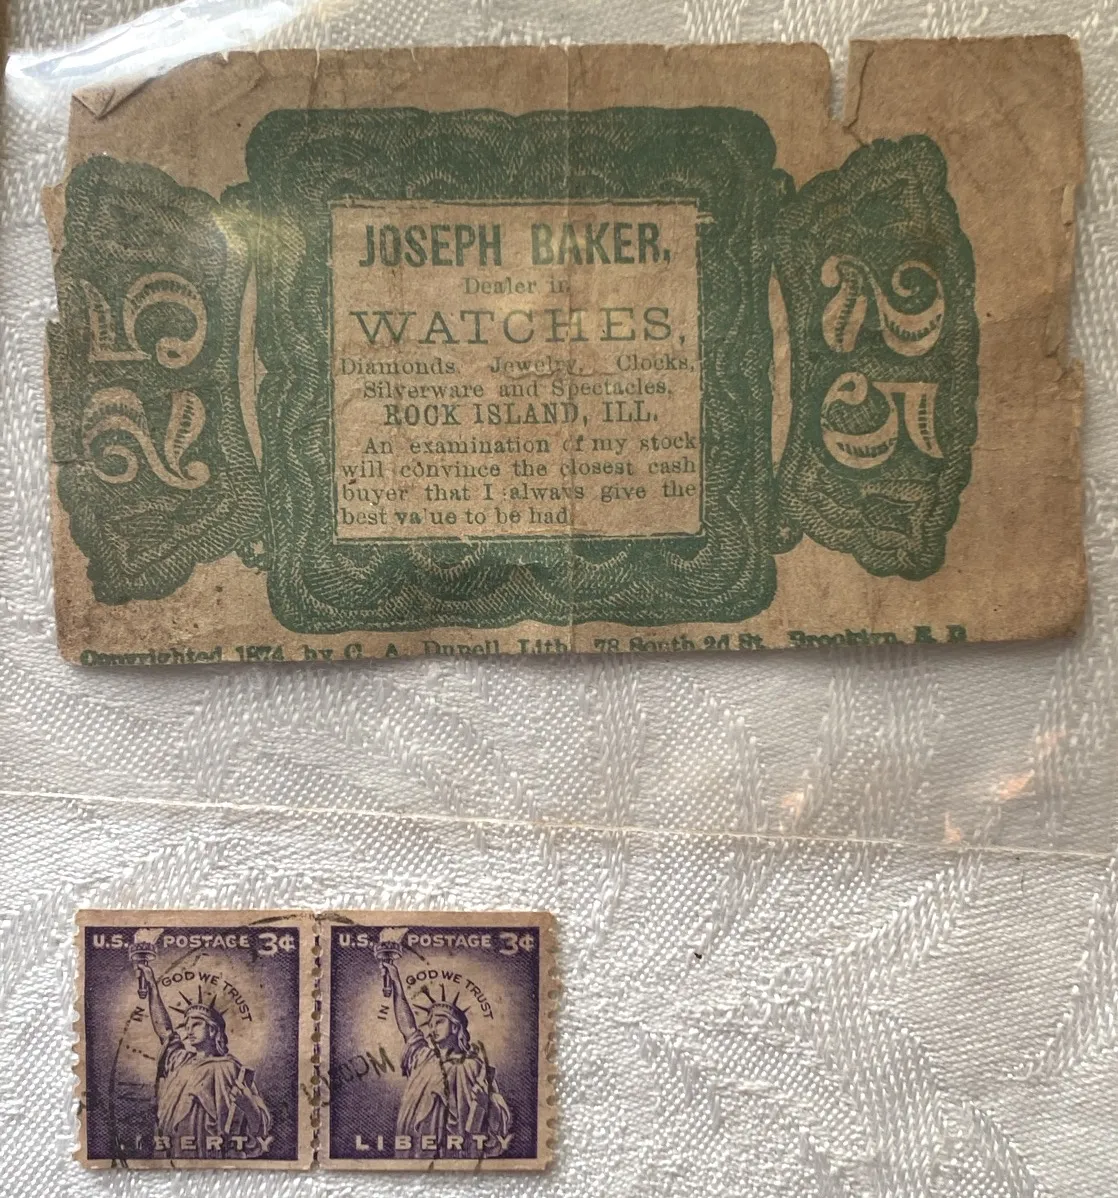 25
JOSEPH BAKER,
Dealer in
WATCHES,
Diamonds, Jewelry, Clocks,
Silverware and Spectacles,
ROCK ISLAND, ILL.
An examination of my stock
will convince the closest cash
buyer that I always give the
best value to be had
25
Copyrighted 1874 by C. A. Dunell Lith. 78 South 2d St. Brooklyn, E. D.
U.S. POSTAGE 3¢
IN GOD WE TRUST
LIBERTY
U.S. POSTAGE 3¢
IN GOD WE TRUST
LIBERTY